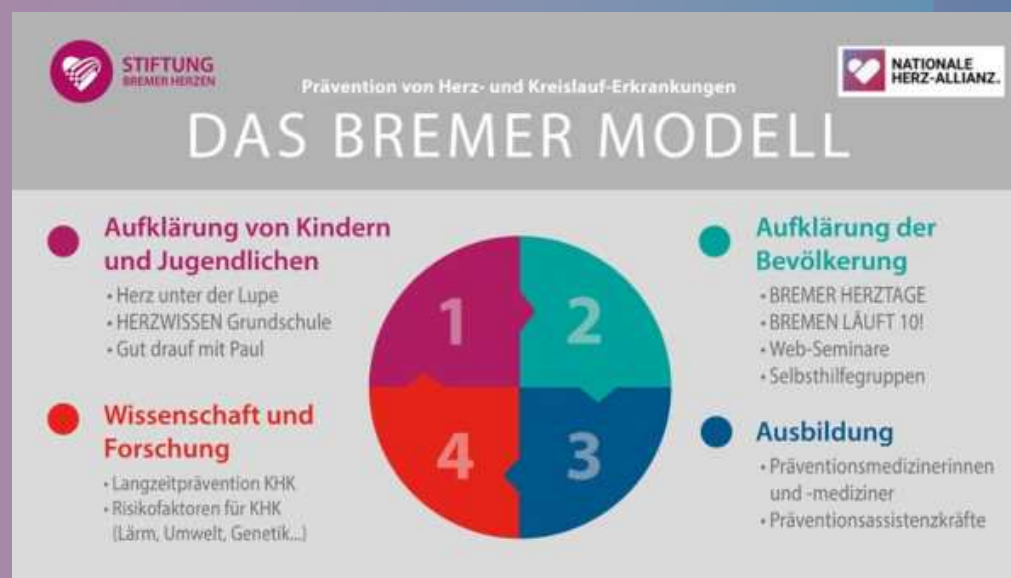 STIFTUNG
BREMER HERZEN
NATIONALE
HERZ-ALLIANZ.
Prävention von Herz- und Kreislauf-Erkrankungen
DAS BREMER MODELL
Aufklärung von Kindern
und Jugendlichen
• Herz unter der Lupe
• HERZWISSEN Grundschule
• Gut drauf mit Paul
1
2
Aufklärung der
Bevölkerung
• BREMER HERZTAGE
• BREMEN LÄUFT 10!
• Web-Seminare
• Selbsthilfegruppen
Wissenschaft und
Forschung
• Langzeitprävention KHK
• Risikofaktoren für KHK
(Lärm, Umwelt, Genetik...)
4
3
Ausbildung
• Präventionsmedizinerinnen
und -mediziner
• Präventionsassistenzkräfte